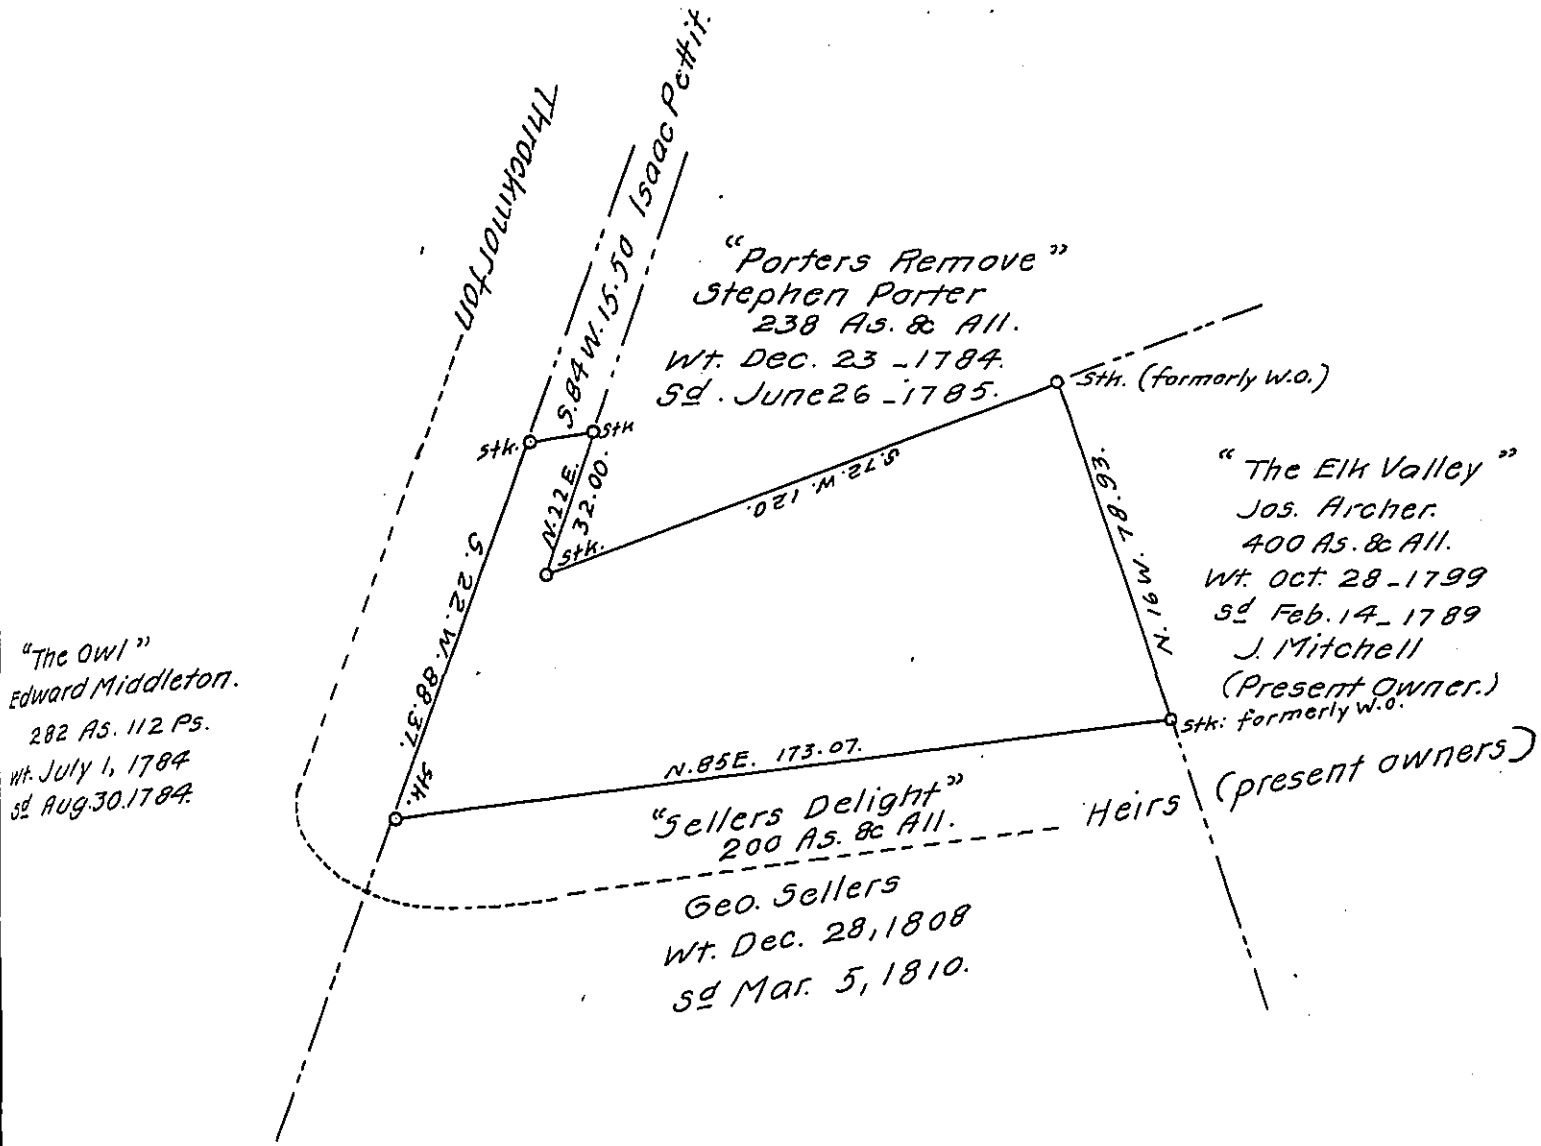 Throckmorton
Isaac Pettit.
S.84 W. 15.50
"Porters Remove"
Stephen Porter
238 As. &c All.
Wt. Dec. 23 - 1784.
Sd. June 26 - 1785.
Stk. (formerly W.O.)
stk.
stk
N.22E.
32.00.
stk.
S.72.W. 120.
N.16W. 78.63.
"The Elk Valley"
Jos. Archer.
400 As. &c All.
Wt. Oct. 28 - 1799
sd Feb. 14 - 1789
J. Mitchell
(Present Owner.)
Stk: formerly W.O.
S. 22. W. 88.37.
Stk.
"The Owl"
Edward Middleton.
282 As. 112 Ps.
Wt. July 1, 1784
sd Aug.30.1784.
N.85E. 173.07.
"Sellers Delight"
200 As. &c All.
Heirs (present owners)
Geo. Sellers
Wt. Dec. 28, 1808
sd Mar. 5, 1810.